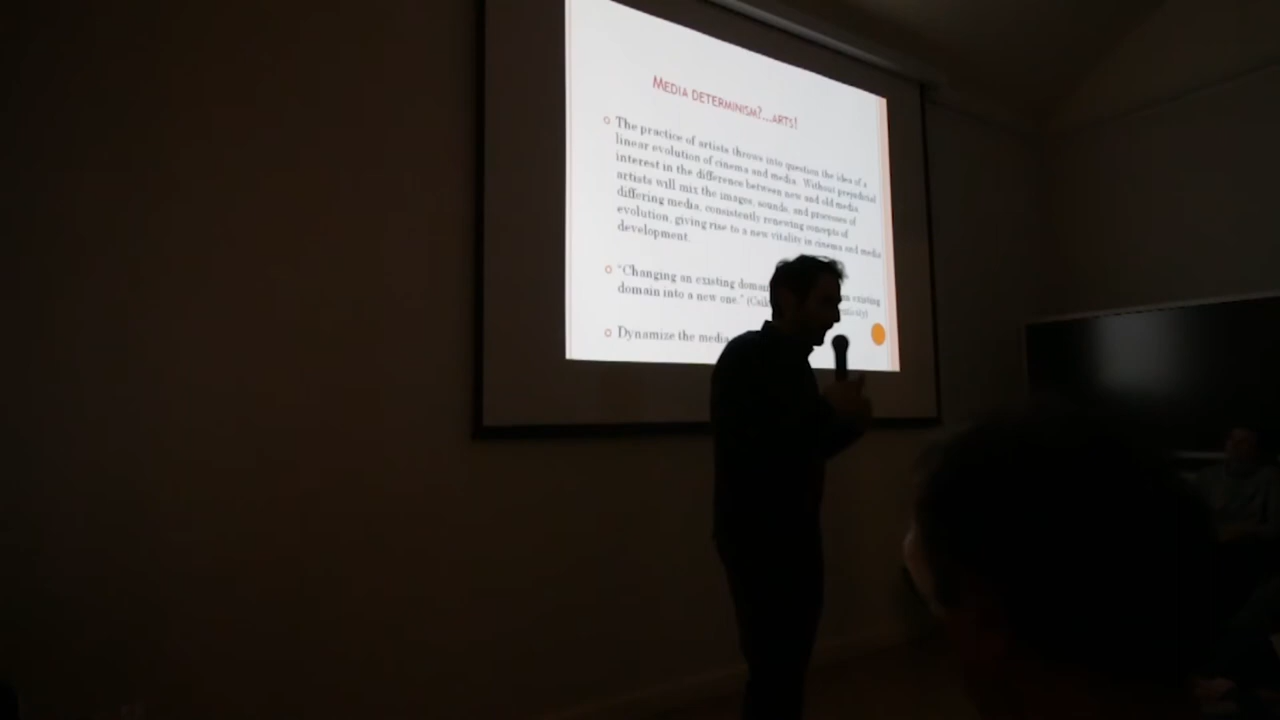 MEDIA DETERMINISM?...ARTS!
The practice of artists throws into question the idea of a
linear evolution of cinema and media. Without prejudicial
interest in the difference between new and old media
artists will mix the images, sounds, and processes of
differing media, consistently renewing concepts of
evolution, giving rise to a new vitality in cinema and media
development.
"Changing an existing domain existing
domain into a new one."
Dynamize the media